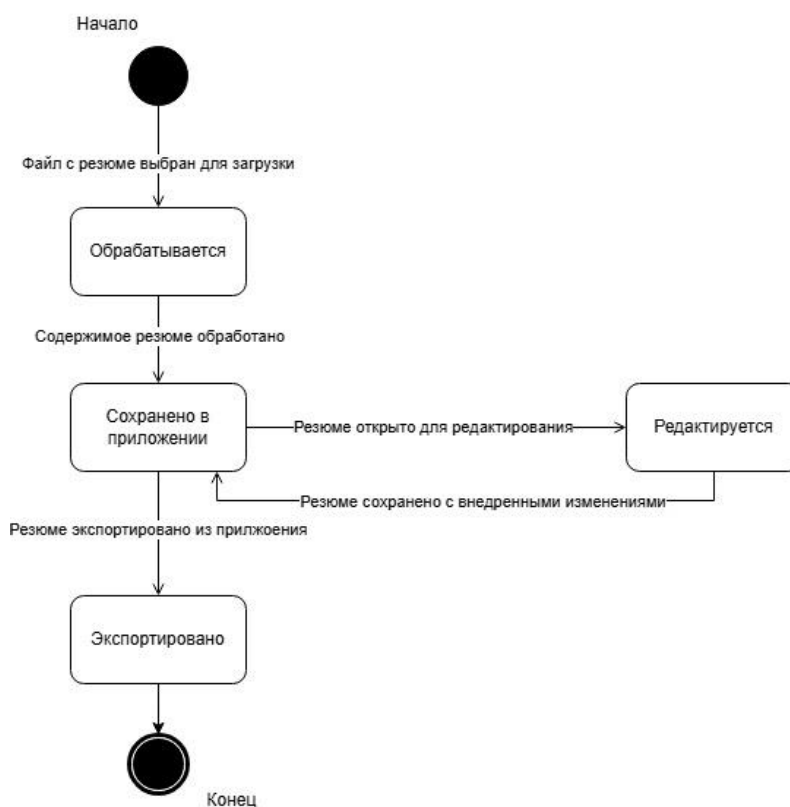 Начало
Файл с резюме выбран для загрузки
Обрабатывается
Содержимое резюме обработано
Сохранено в
приложении
Резюме открыто для редактирования
Редактируется
Резюме сохранено с внедренными изменениями
Резюме экспортировано из прилжоения
Экспортировано
Конец